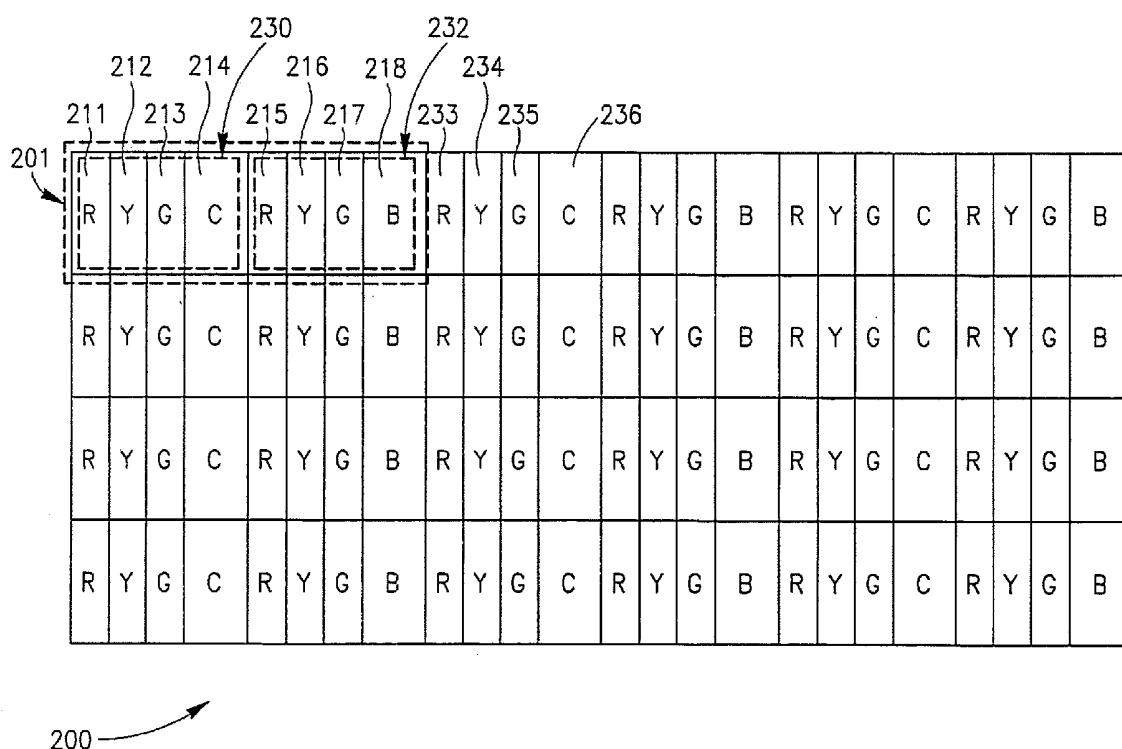 230 232
212 214 216 218 234
211 213 215 217 233 235 236
201
R Y G C R Y G B R Y G C R Y G B R Y G C R Y G B
R Y G C R Y G B R Y G C R Y G B R Y G C R Y G B
R Y G C R Y G B R Y G C R Y G B R Y G C R Y G B
R Y G C R Y G B R Y G C R Y G B R Y G C R Y G B
200